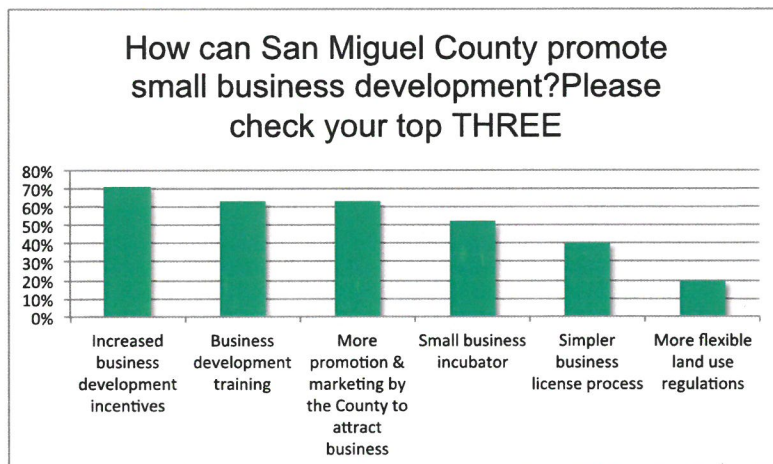 How can San Miguel County promote
small business development?Please
check your top THREE
80%
70%
60%
50%
40%
30%
20%
10%
0%
Increased
business
development
incentives
Business
development
training
More
promotion &
marketing by
the County to
attract
business
Small business
incubator
Simpler
business
license process
More flexible
land use
regulations